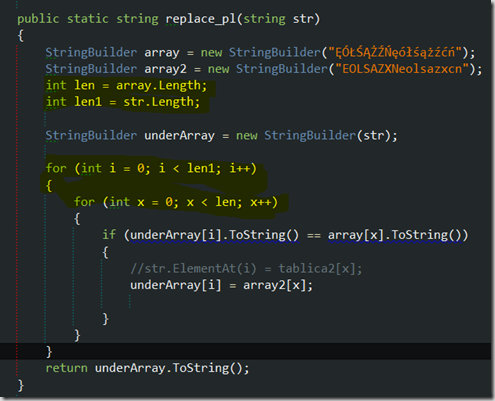 public static string replace_pl(string str)
{
StringBuilder array = new StringBuilder("ĘÓŁŚĄŻŹŃęółśążźćń");
StringBuilder array2 = new StringBuilder("EOLSAZXNeolsazxcn");
int len = array.Length;
int len1 = str.Length;
StringBuilder underArray = new StringBuilder(str);
for (int i = 0; i < len1; i++)
{
for (int x = 0; x < len; x++)
{
if (underArray[i].ToString() == array[x].ToString())
{
//str.ElementAt(i) = tablica2[x];
underArray[i] = array2[x];
}
}
}
return underArray.ToString();
}